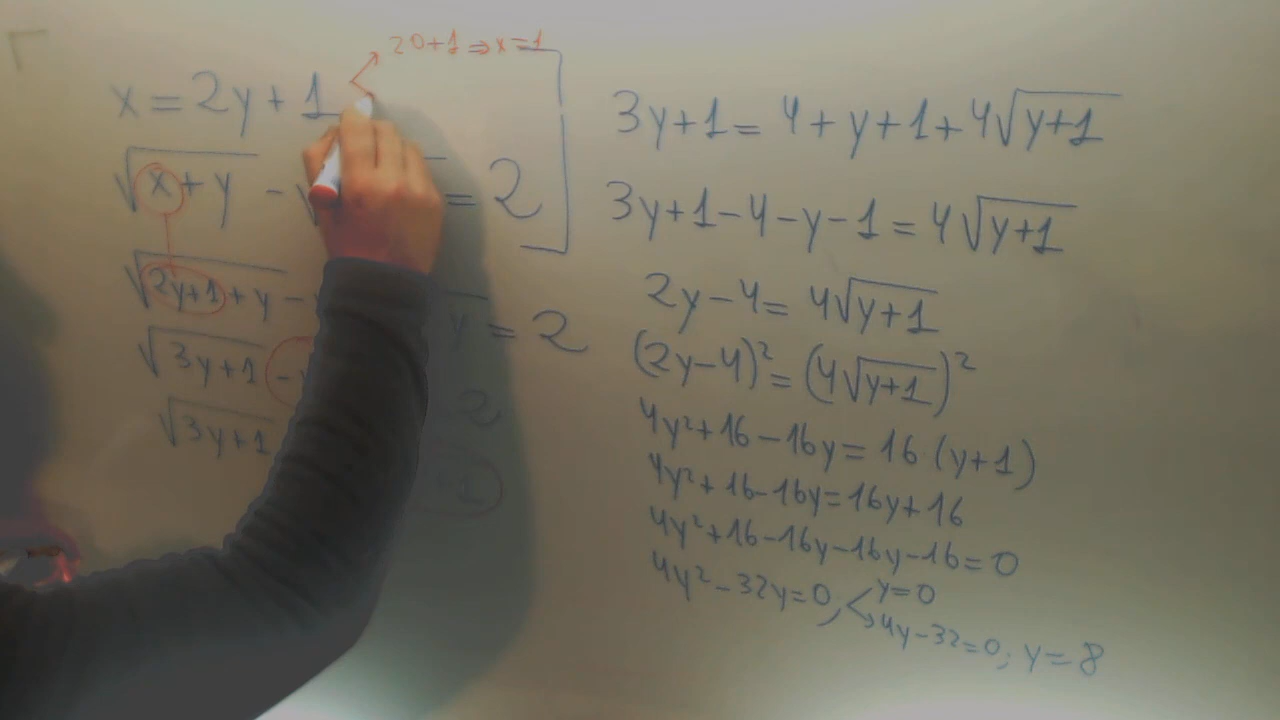 20+1 ⇒ x=1
x = 2y + 1
√x+y - √ = 2
√2y+1 + y - y = 2
√3y+1 - 2
√3y+1
3y+1 = 4 + y + 1 + 4√y+1
3y+1-4-y-1 = 4√y+1
2y-4 = 4√y+1
(2y-4)² = (4√y+1)²
4y²+16-16y = 16 (y+1)
4y²+16-16y=16y+16
4y²+16-16y-16y-16=0
4y²-32y=0,
y=0
4y-32=0; y=8